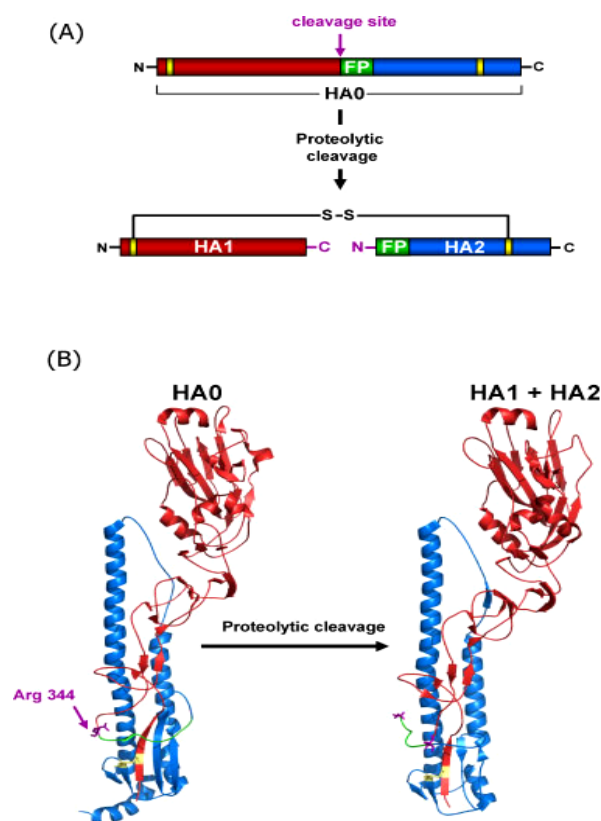 (A)
cleavage site
N FP C
HA0
Proteolytic
cleavage
S-S
N HA1 C N FP HA2 C
(B)
HA0 HA1 + HA2
Proteolytic cleavage
Arg 344